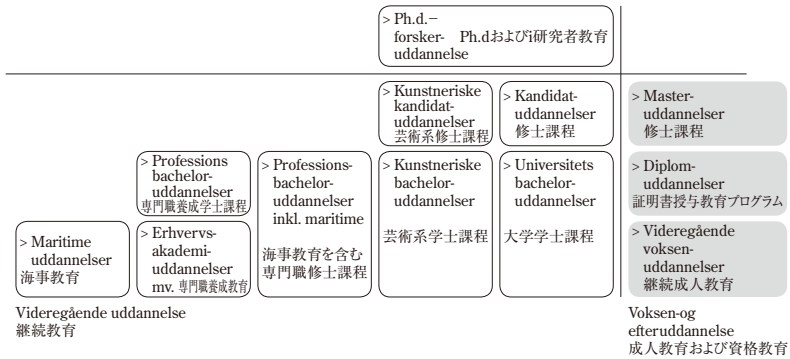 > Ph.d.–
forsker- Ph.dおよびi研究者教育
uddannelse
> Kunstneriske
kandidat-
uddannelser
芸術系修士課程
> Kandidat-
uddannelser
修士課程
> Master-
uddannelser
修士課程
> Professions
bachelor-
uddannelser
専門職養成学士課程
> Professions-
bachelor-
uddannelser
inkl. maritime
海事教育を含む
専門職修士課程
> Kunstneriske
bachelor-
uddannelser
芸術系学士課程
> Universitets
bachelor-
uddannelser
大学学士課程
> Diplom-
uddannelser
証明書授与教育プログラム
> Maritime
uddannelser
海事教育
> Erhvervs-
akademi-
uddannelser
mv. 専門職養成教育
> Videregående
voksen-
uddannelser
継続成人教育
Videregående uddannelse
継続教育
Voksen-og
efteruddannelse
成人教育および資格教育